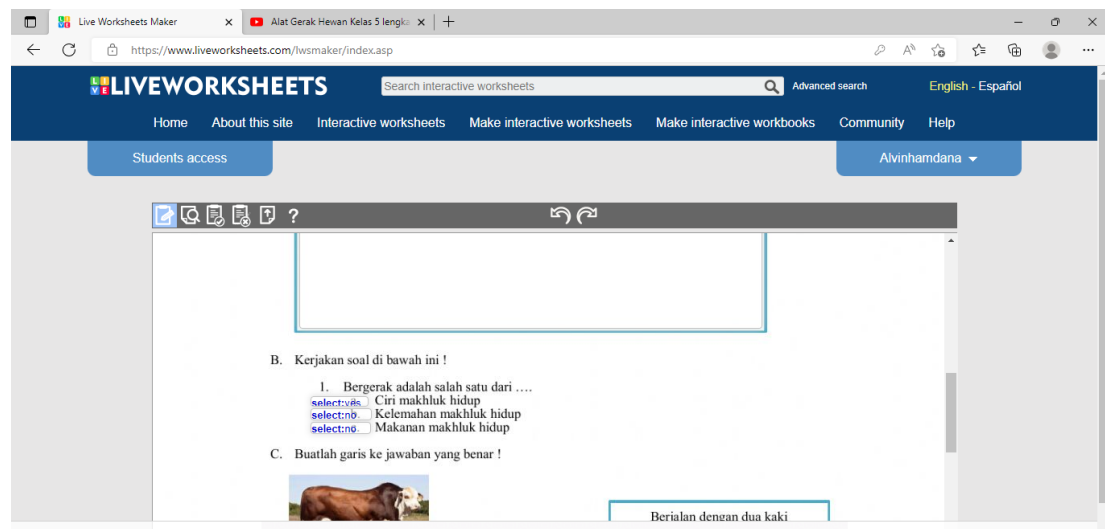 Live Worksheets Maker
Alat Gerak Hewan Kelas 5 lengka
https://www.liveworksheets.com/lwsmaker/index.asp
LIVE LIVEWORKSHEETS
Search interactive worksheets
Advanced search
English - Español
Home About this site Interactive worksheets Make interactive worksheets Make interactive workbooks Community Help
Students access
Alvinhamdana
?
B. Kerjakan soal di bawah ini !
1. Bergerak adalah salah satu dari ….
select:yes Ciri makhluk hidup
select:no Kelemahan makhluk hidup
select:no Makanan makhluk hidup
C. Buatlah garis ke jawaban yang benar !
Berjalan dengan dua kaki